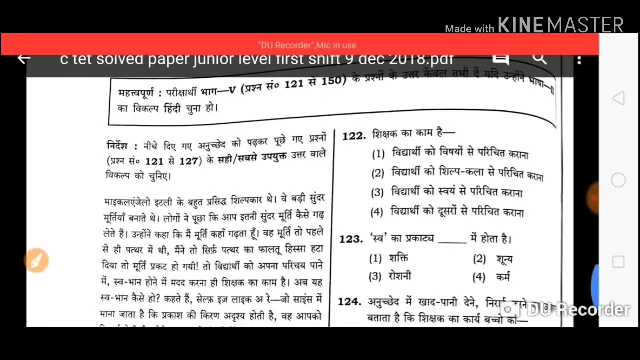 Made with KINEMASTER
"DU Recorder",Mic in use
c tet solved paper junior level first shift 9 dec 2018.pdf
महत्त्वपूर्ण : परीक्षार्थी भाग—V (प्रश्न सं० 121 से 150) के प्रश्नों के उत्तर केवल तभी दें यदि उन्होंने भाषा—II
का विकल्प हिंदी चुना हो।
निर्देश : नीचे दिए गए अनुच्छेद को पढ़कर पूछे गए प्रश्नों
(प्रश्न सं० 121 से 127) के सही/सबसे उपयुक्त उत्तर वाले
विकल्प को चुनिए।
माइकलएंजेलो इटली के बहुत प्रसिद्ध शिल्पकार थे। वे बड़ी सुंदर
मूर्तियाँ बनाते थे। लोगों ने पूछा कि आप इतनी सुंदर मूर्ति कैसे गढ़
लेते हैं। उन्होंने कहा कि मैं मूर्ति कहाँ गढ़ता हूँ। वह मूर्ति तो पहले
से ही पत्थर में थी, मैंने तो सिर्फ़ पत्थर का फालतू हिस्सा हटा
दिया तो मूर्ति प्रकट हो गयी। तो विद्यार्थी को अपना परिचय पाने
में, स्व-भान होने में मदद करना ही शिक्षक का काम है। अब यह
स्व-भान कैसे हो? कहते हैं, सेल्फ़ इज़ लाइक अ रे—जो साइंस में
माना जाता है कि प्रकाश की किरण अदृश्य होती है, वह आपको
122. शिक्षक का काम है—
(1) विद्यार्थी को विषयों से परिचित कराना
(2) विद्यार्थी को शिल्प-कला से परिचित कराना
(3) विद्यार्थी को स्वयं से परिचित कराना
(4) विद्यार्थी को दूसरों से परिचित कराना
123. 'स्व' का प्राकट्य ______ में होता है।
(1) शक्ति (2) शून्य
(3) रोशनी (4) कर्म
124. अनुच्छेद में खाद-पानी देने,
बताता है कि शिक्षक का कार्य बच्चों को—
DU Recorder